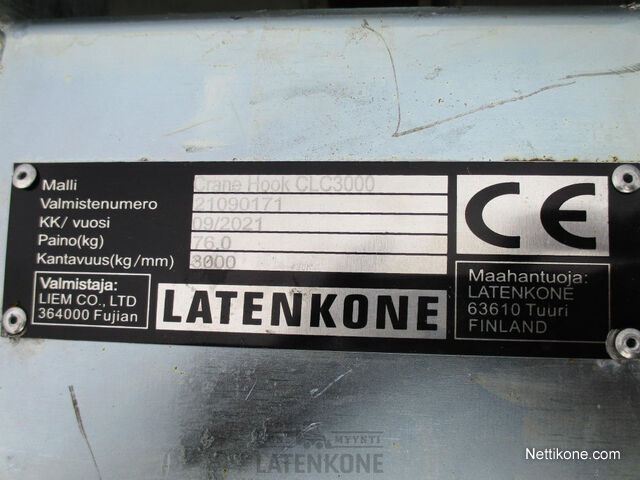 Malli Crane Hook CLC3000
Valmistenumero 21090171
KK/ vuosi 09/2021
Paino(kg) 76.0
Kantavuus(kg/mm) 3000
CE
Valmistaja:
LIEM CO., LTD
364000 Fujian
LATENKONE
Maahantuoja:
LATENKONE
63610 Tuuri
FINLAND
MYYNTI
LATENKONE
Nettikone.com